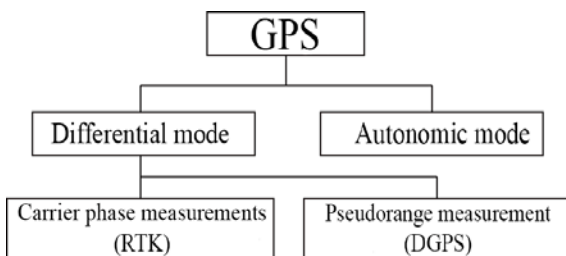 GPS
Differential mode
Autonomic mode
Carrier phase measurements
(RTK)
Pseudorange measurement
(DGPS)